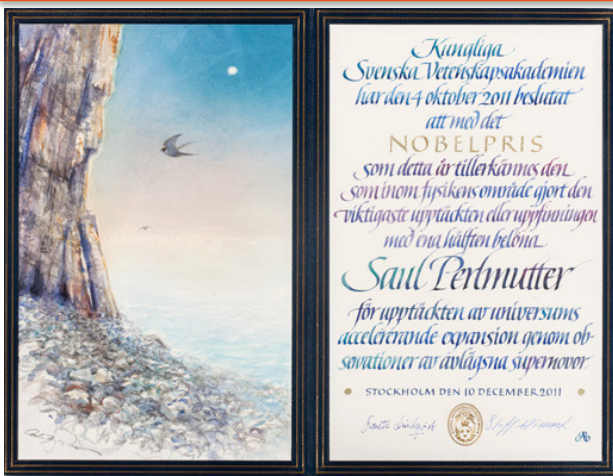 Kungliga
Svenska Vetenskapsakademien
har den 4 oktober 2011 beslutat
att med det
NOBELPRIS
som detta år tillerkännes den
som inom fysikens område gjort den
viktigaste upptäckten eller uppfinningen
med ena hälften belöna
Saul Perlmutter
för upptäckten av universums
accelererande expansion genom ob-
servationer av avlägsna supernovor
STOCKHOLM DEN 10 DECEMBER 2011